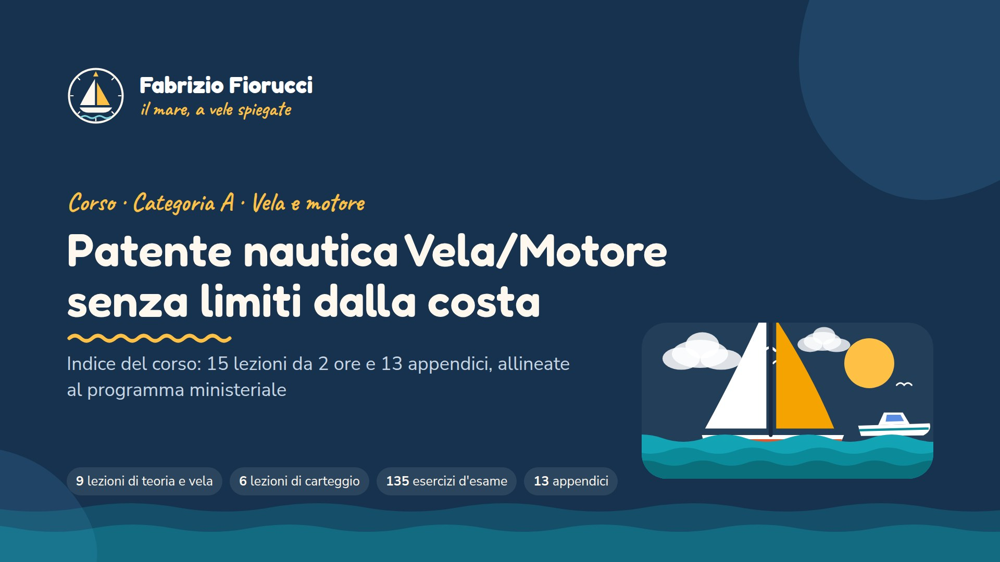 Fabrizio Fiorucci
il mare, a vele spiegate
Corso · Categoria A · Vela e motore
Patente nautica Vela/Motore
senza limiti dalla costa
Indice del corso: 15 lezioni da 2 ore e 13 appendici, allineate
al programma ministeriale
9 lezioni di teoria e vela
6 lezioni di carteggio
135 esercizi d'esame
13 appendici